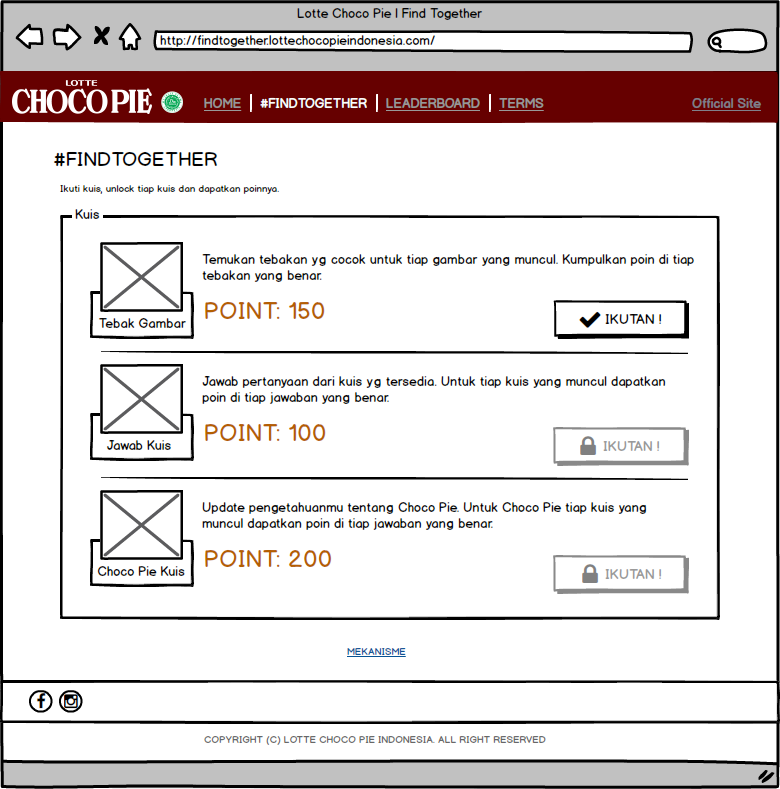 Lotte Choco Pie | Find Together
http://findtogether.lottechocopieindonesia.com/
LOTTE
CHOCO PIE
HOME | #FINDTOGETHER | LEADERBOARD | TERMS
Official Site
#FINDTOGETHER
Ikuti kuis, unlock tiap kuis dan dapatkan poinnya.
Kuis
Temukan tebakan yg cocok untuk tiap gambar yang muncul. Kumpulkan poin di tiap
tebakan yang benar.
Tebak Gambar
POINT: 150
IKUTAN !
Jawab pertanyaan dari kuis yg tersedia. Untuk tiap kuis yang muncul dapatkan
poin di tiap jawaban yang benar.
Jawab Kuis
POINT: 100
IKUTAN !
Update pengetahuanmu tentang Choco Pie. Untuk Choco Pie tiap kuis yang
muncul dapatkan poin di tiap jawaban yang benar.
Choco Pie Kuis
POINT: 200
IKUTAN !
MEKANISME
COPYRIGHT (C) LOTTE CHOCO PIE INDONESIA. ALL RIGHT RESERVED